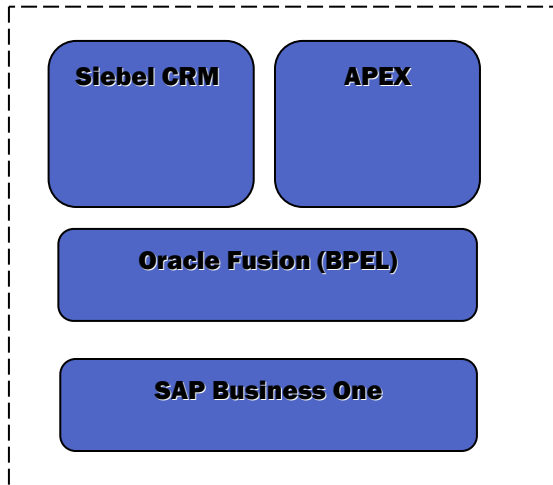 Siebel CRM
APEX
Oracle Fusion (BPEL)
SAP Business One